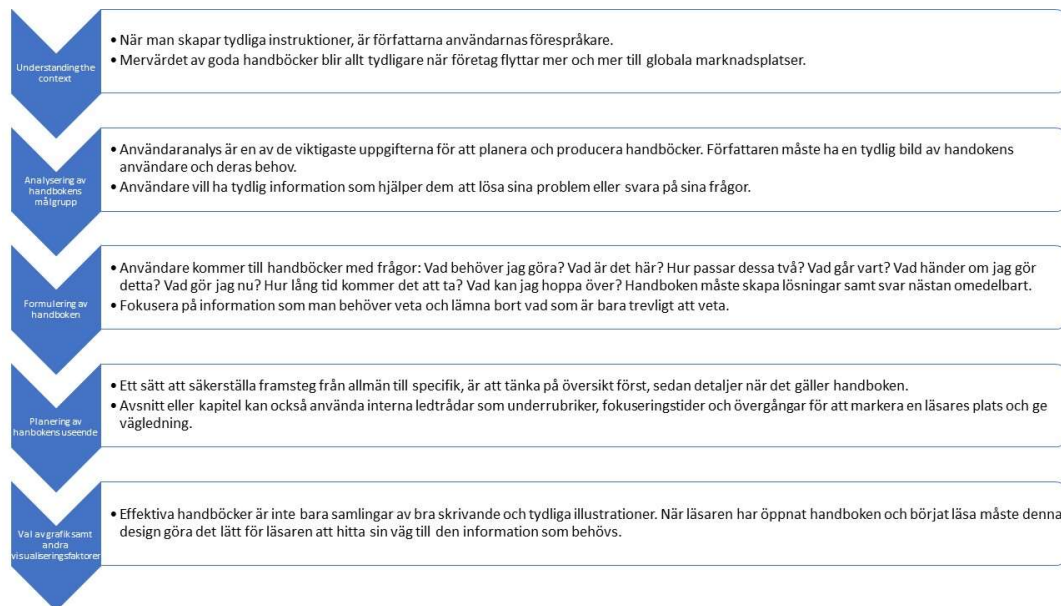 Understanding the
context
• När man skapar tydliga instruktioner, är författarna användarnas förespråkare.
• Mervärdet av goda handböcker blir allt tydligare när företag flyttar mer och mer till globala marknadsplatser.
Analysering av
handbokens
målgrupp
• Användaranalys är en av de viktigaste uppgifterna för att planera och producera handböcker. Författaren måste ha en tydlig bild av handokens
användare och deras behov.
• Användare vill ha tydlig information som hjälper dem att lösa sina problem eller svara på sina frågor.
Formulering av
handboken
• Användare kommer till handböcker med frågor: Vad behöver jag göra? Vad är det här? Hur passar dessa två? Vad går vart? Vad händer om jag gör
detta? Vad gör jag nu? Hur lång tid kommer det att ta? Vad kan jag hoppa över? Handboken måste skapa lösningar samt svar nästan omedelbart.
• Fokusera på information som man behöver veta och lämna bort vad som är bara trevligt att veta.
Planering av
hanbokens useende
• Ett sätt att säkerställa framsteg från allmän till specifik, är att tänka på översikt först, sedan detaljer när det gäller handboken.
• Avsnitt eller kapitel kan också använda interna ledtrådar som underrubriker, fokuseringstider och övergångar för att markera en läsares plats och ge
vägledning.
Val av grafik samt
andra
visualiseringsfaktorer
• Effektiva handböcker är inte bara samlingar av bra skrivande och tydliga illustrationer. När läsaren har öppnat handboken och börjat läsa måste denna
design göra det lätt för läsaren att hitta sin väg till den information som behövs.